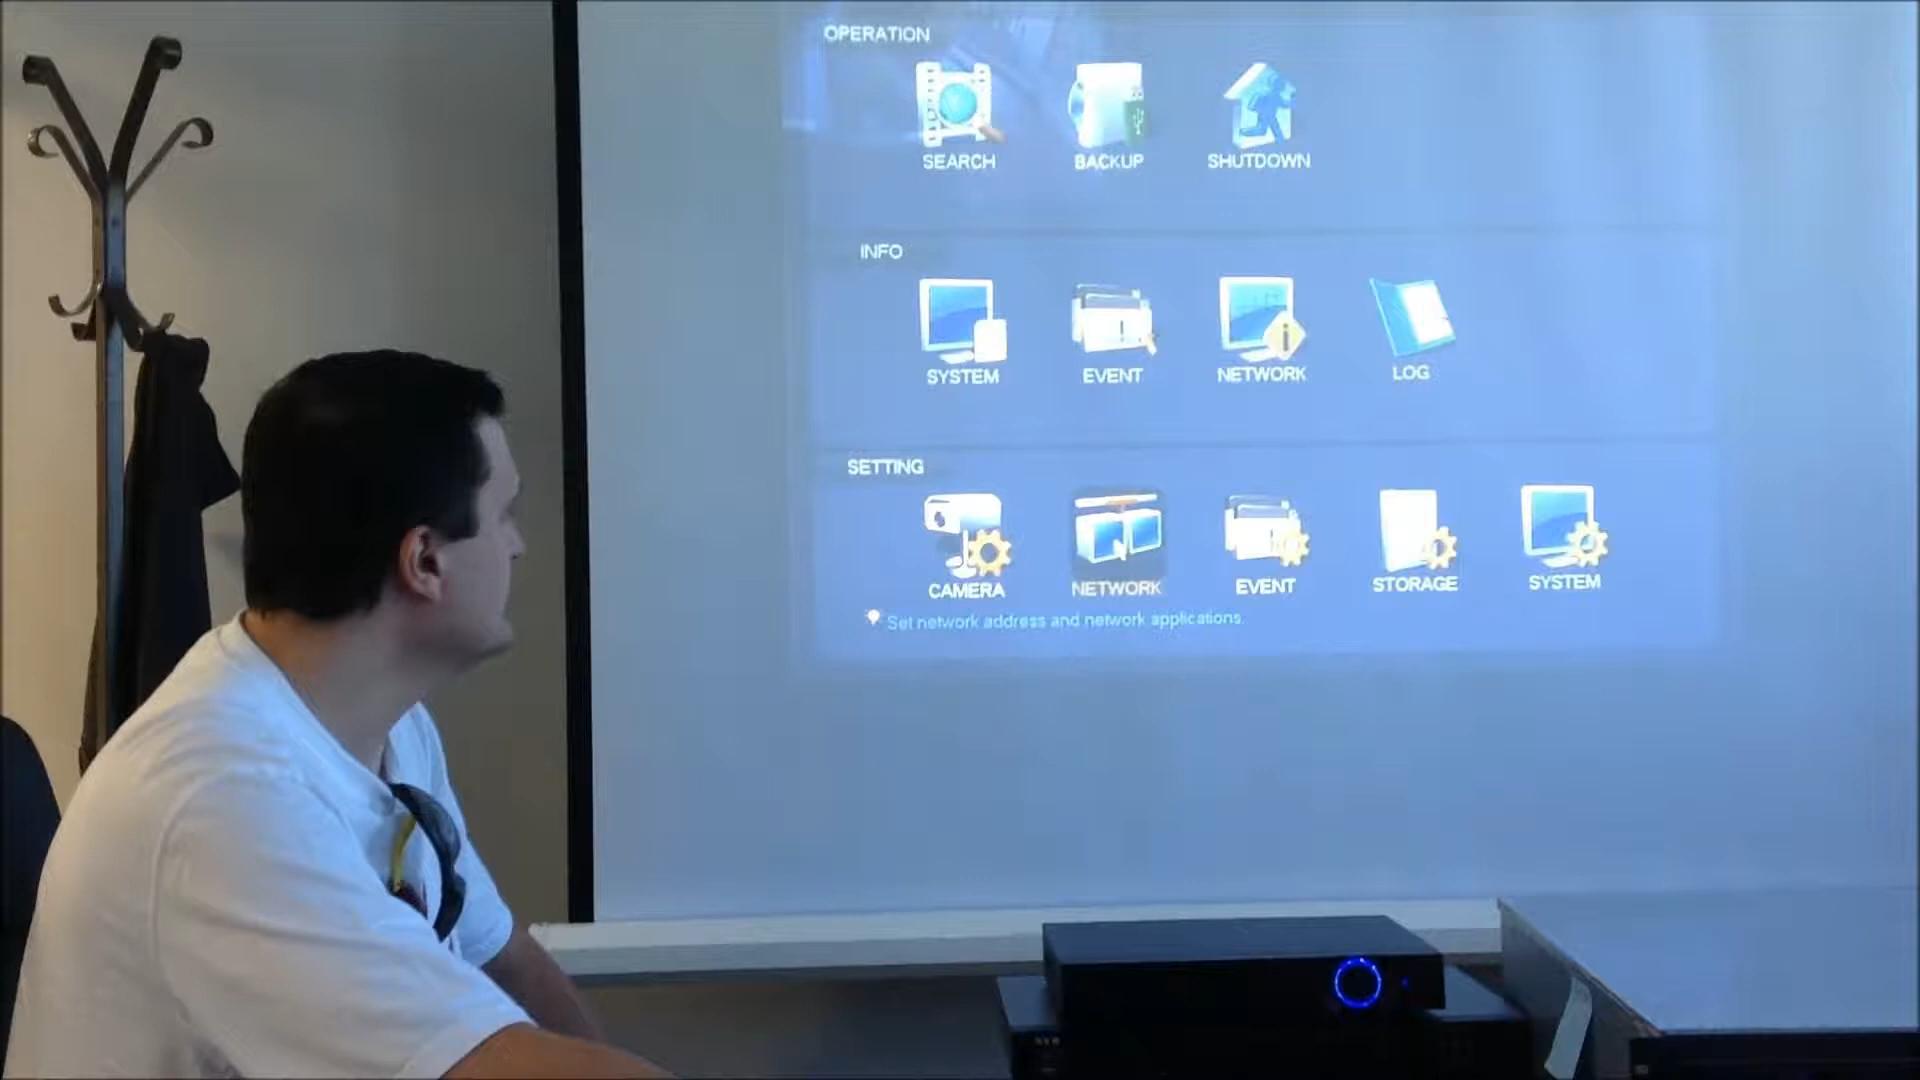 OPERATION
SEARCH BACKUP SHUTDOWN
INFO
SYSTEM EVENT NETWORK LOG
SETTING
CAMERA NETWORK EVENT STORAGE SYSTEM
Set network address and network applications.